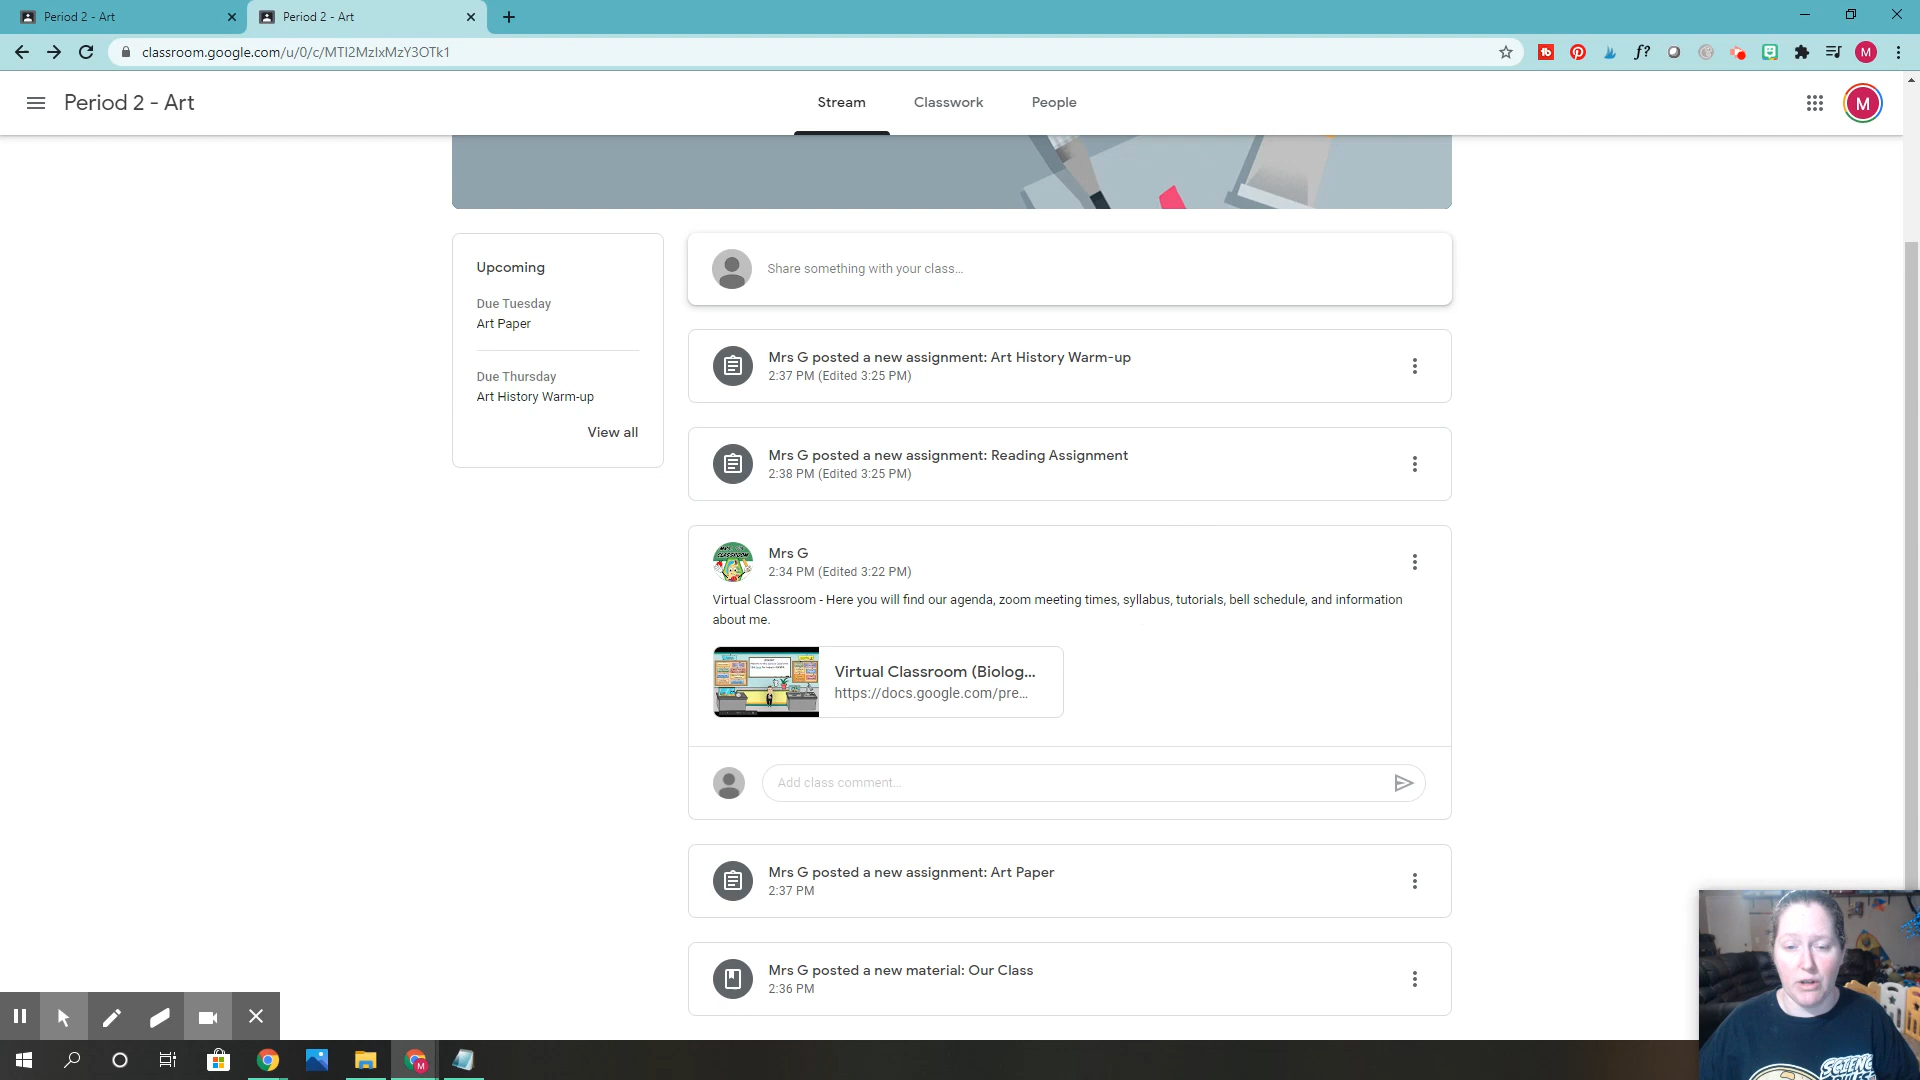 Period 2 - Art
Period 2 - Art
classroom.google.com/u/0/c/MTI2MzIxMzY3OTk1
Period 2 - Art
Stream
Classwork
People
M
M
Upcoming
Due Tuesday
Art Paper
Due Thursday
Art History Warm-up
View all
Share something with your class...
Mrs G posted a new assignment: Art History Warm-up
2:37 PM (Edited 3:25 PM)
Mrs G posted a new assignment: Reading Assignment
2:38 PM (Edited 3:25 PM)
Mrs G
2:34 PM (Edited 3:22 PM)
Virtual Classroom - Here you will find our agenda, zoom meeting times, syllabus, tutorials, bell schedule, and information
about me.
Virtual Classroom (Biolog...
https://docs.google.com/pre...
Add class comment...
Mrs G posted a new assignment: Art Paper
2:37 PM
Mrs G posted a new material: Our Class
2:36 PM